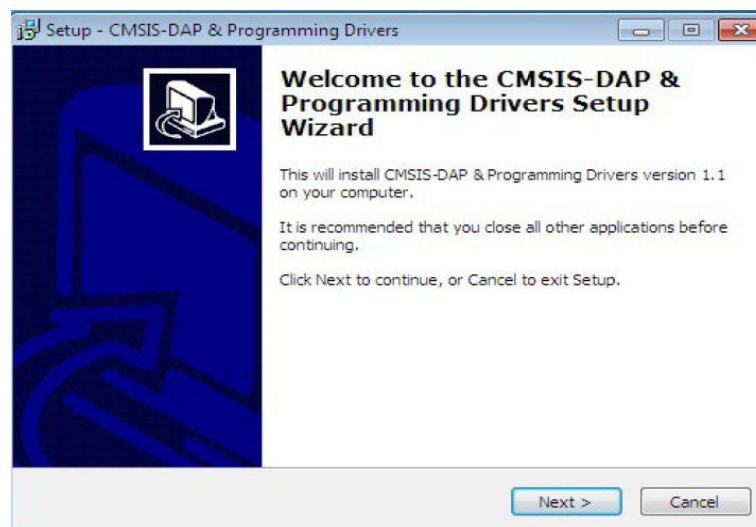 Setup - CMSIS-DAP & Programming Drivers
Welcome to the CMSIS-DAP &
Programming Drivers Setup
Wizard
This will install CMSIS-DAP & Programming Drivers version 1.1
on your computer.
It is recommended that you close all other applications before
continuing.
Click Next to continue, or Cancel to exit Setup.
Next >
Cancel